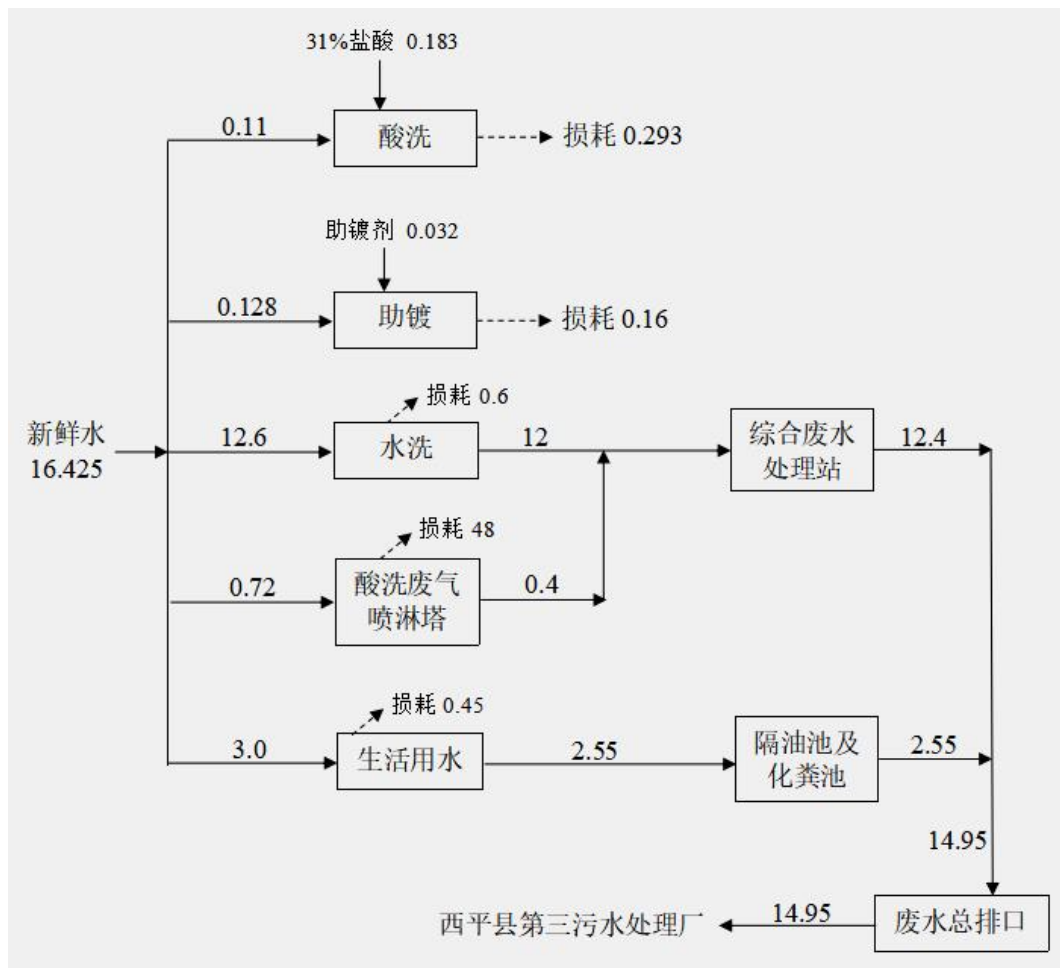 31%盐酸 0.183
0.11
酸洗
损耗 0.293
助镀剂 0.032
0.128
助镀
损耗 0.16
损耗 0.6
新鲜水
16.425
12.6
水洗
12
综合废水
处理站
12.4
损耗 48
0.72
酸洗废气
喷淋塔
0.4
损耗 0.45
3.0
生活用水
2.55
隔油池及
化粪池
2.55
14.95
西平县第三污水处理厂
14.95
废水总排口